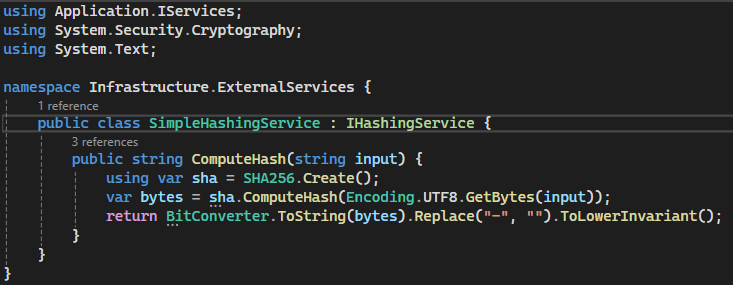 using Application.IServices;
using System.Security.Cryptography;
using System.Text;
namespace Infrastructure.ExternalServices {
1 reference
public class SimpleHashingService : IHashingService {
3 references
public string ComputeHash(string input) {
using var sha = SHA256.Create();
var bytes = sha.ComputeHash(Encoding.UTF8.GetBytes(input));
return BitConverter.ToString(bytes).Replace("-", "").ToLowerInvariant();
}
}
}